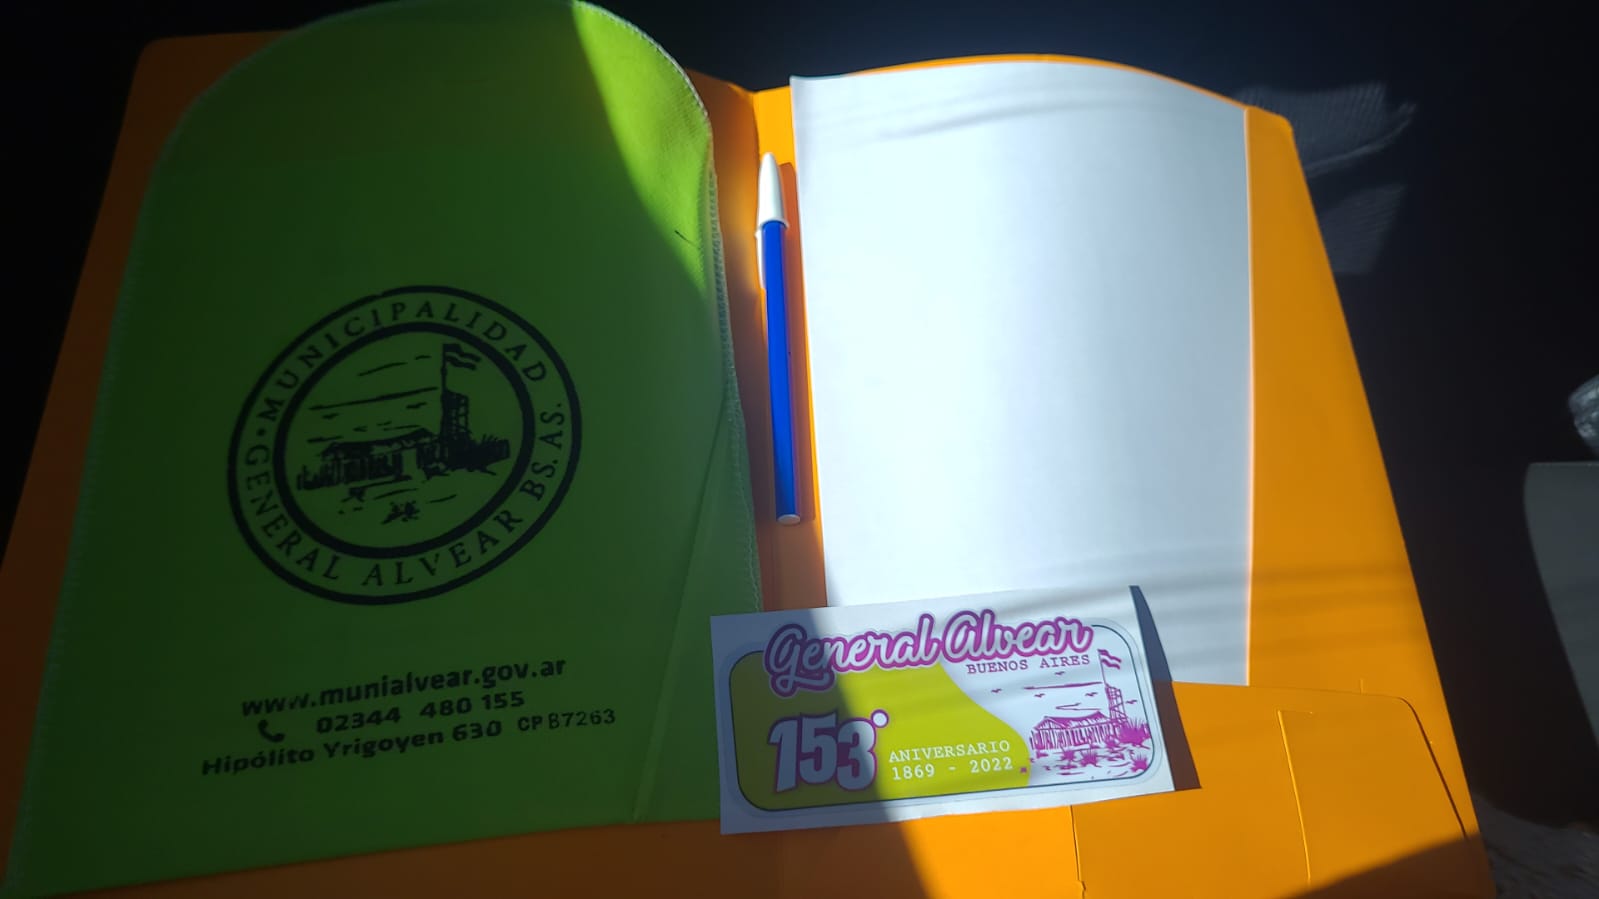 MUNICIPALIDAD
GENERAL ALVEAR BS. AS.
www.munialvear.gov.ar
02344 480 155
Hipólito Yrigoyen 630 CP B7263
General Alvear
BUENOS AIRES
153°
ANIVERSARIO
1869 - 2022